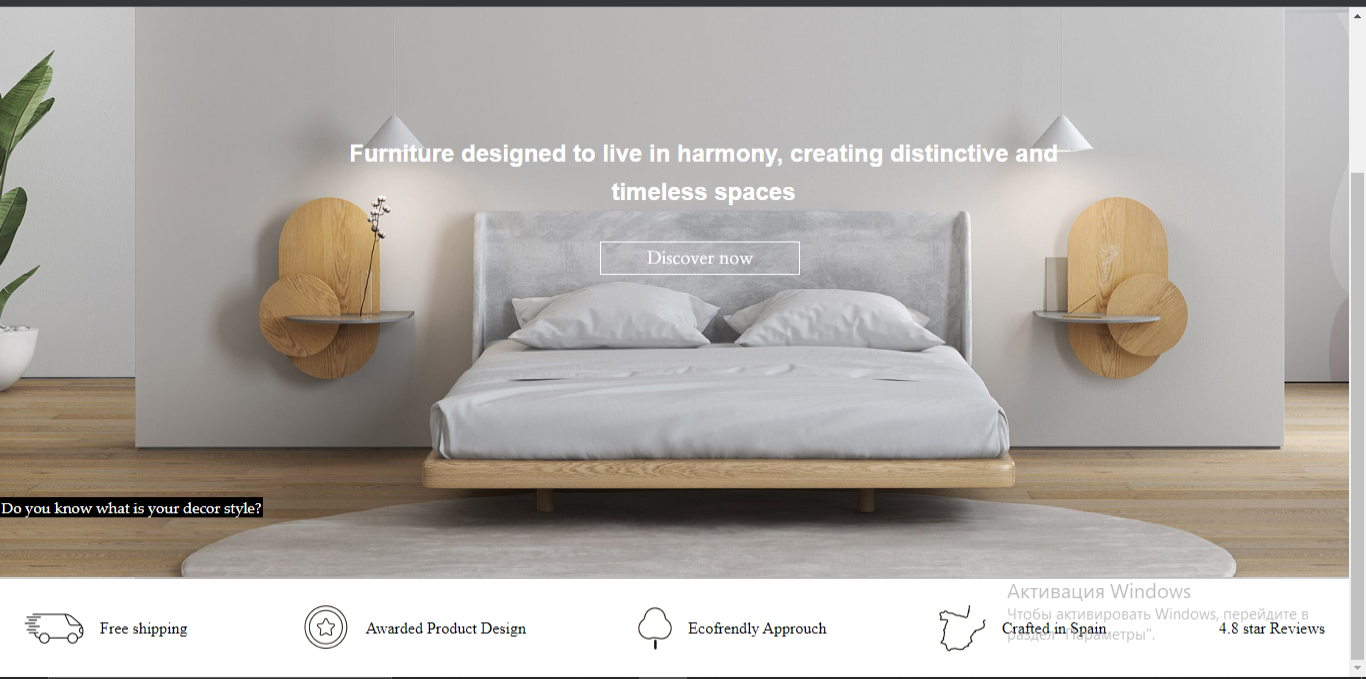 Furniture designed to live in harmony, creating distinctive and
timeless spaces
Discover now
Do you know what is your decor style?
Free shipping
Awarded Product Design
Ecofrendly Approuch
Crafted in Spain
4.8 star Reviews
Активация Windows
Чтобы активировать Windows, перейдите в
раздел "Параметры".